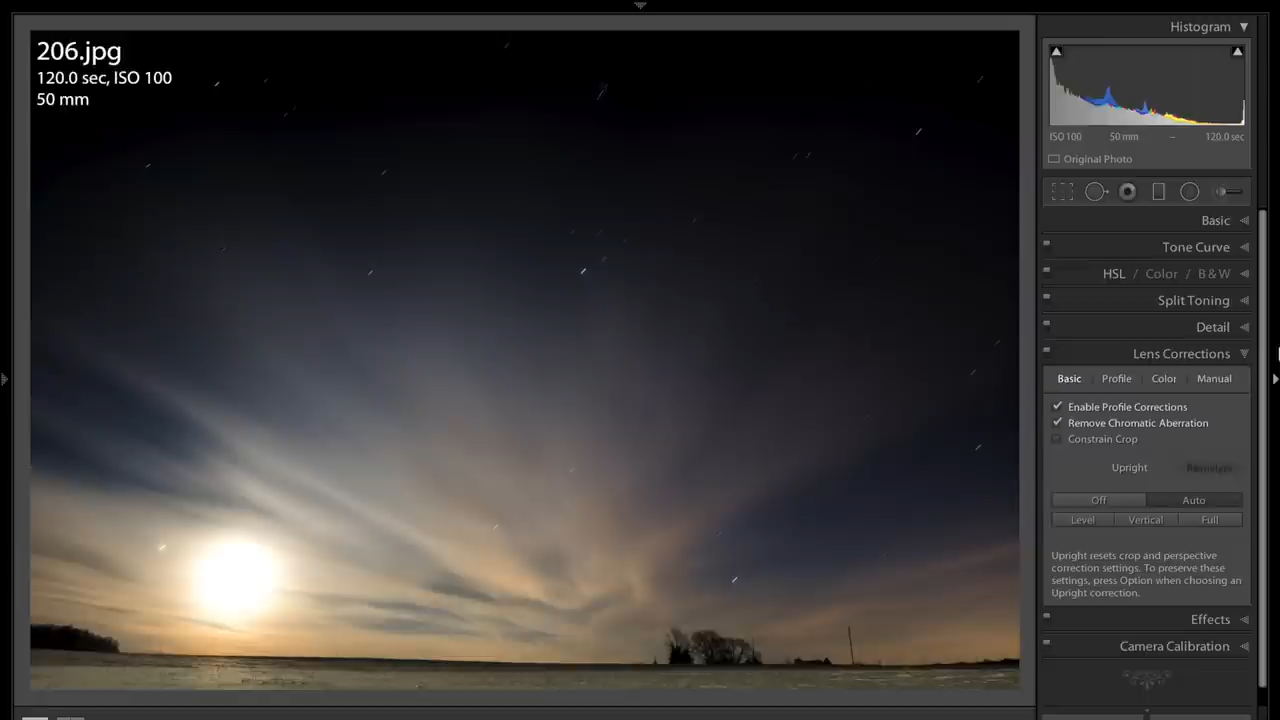 206.jpg
120.0 sec, ISO 100
50 mm
Histogram
ISO 100 50 mm – 120.0 sec
Original Photo
Basic
Tone Curve
HSL / Color / B & W
Split Toning
Detail
Lens Corrections
Basic Profile Color Manual
Enable Profile Corrections
Remove Chromatic Aberration
Constrain Crop
Upright
Off Auto
Level Vertical Full
Upright resets crop and perspective
correction settings. To preserve these
settings, press Option when choosing an
Upright correction.
Effects
Camera Calibration